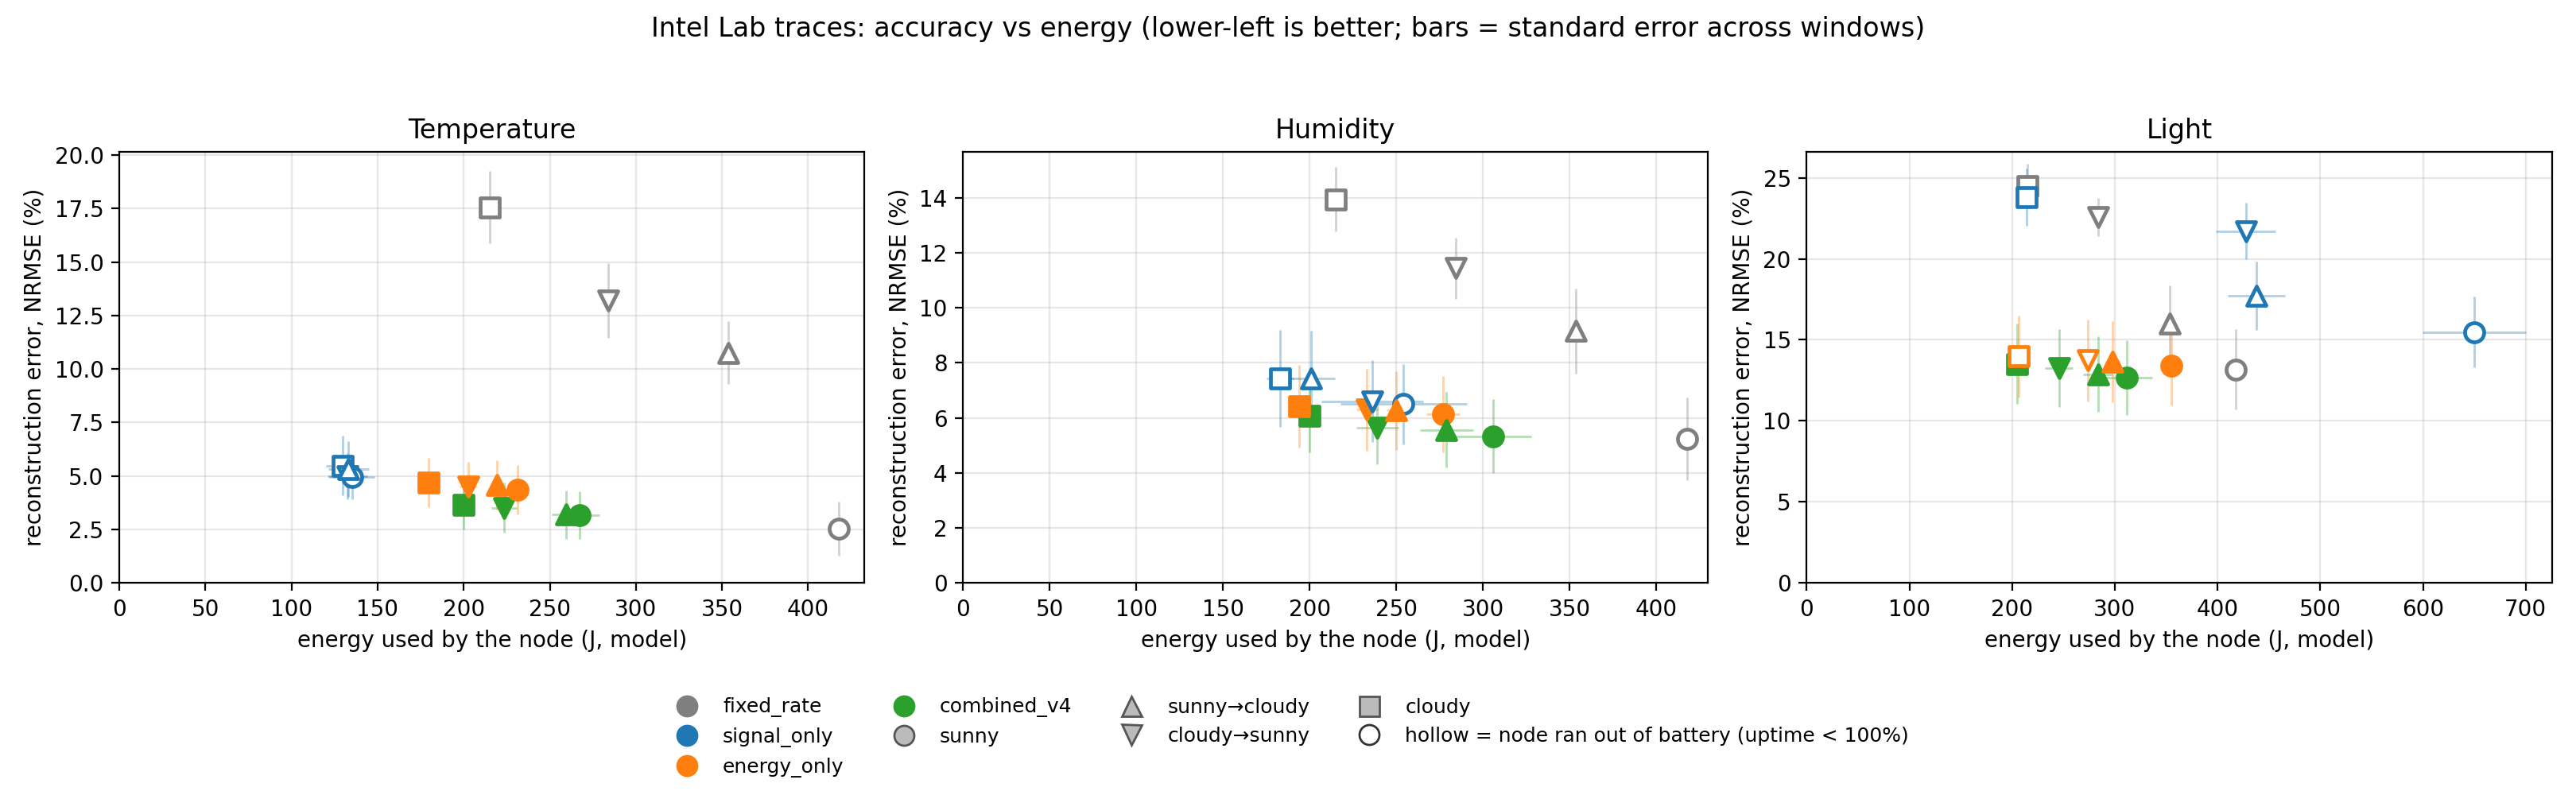 Intel Lab traces: accuracy vs energy (lower-left is better; bars = standard error across windows)
Temperature
reconstruction error, NRMSE (%)
20.0
17.5
15.0
12.5
10.0
7.5
5.0
2.5
0.0
0 50 100 150 200 250 300 350 400
energy used by the node (J, model)
Humidity
reconstruction error, NRMSE (%)
14
12
10
8
6
4
2
0
0 50 100 150 200 250 300 350 400
energy used by the node (J, model)
Light
reconstruction error, NRMSE (%)
25
20
15
10
5
0
0 100 200 300 400 500 600 700
energy used by the node (J, model)
fixed_rate
signal_only
energy_only
combined_v4
sunny
sunny→cloudy
cloudy→sunny
cloudy
hollow = node ran out of battery (uptime < 100%)